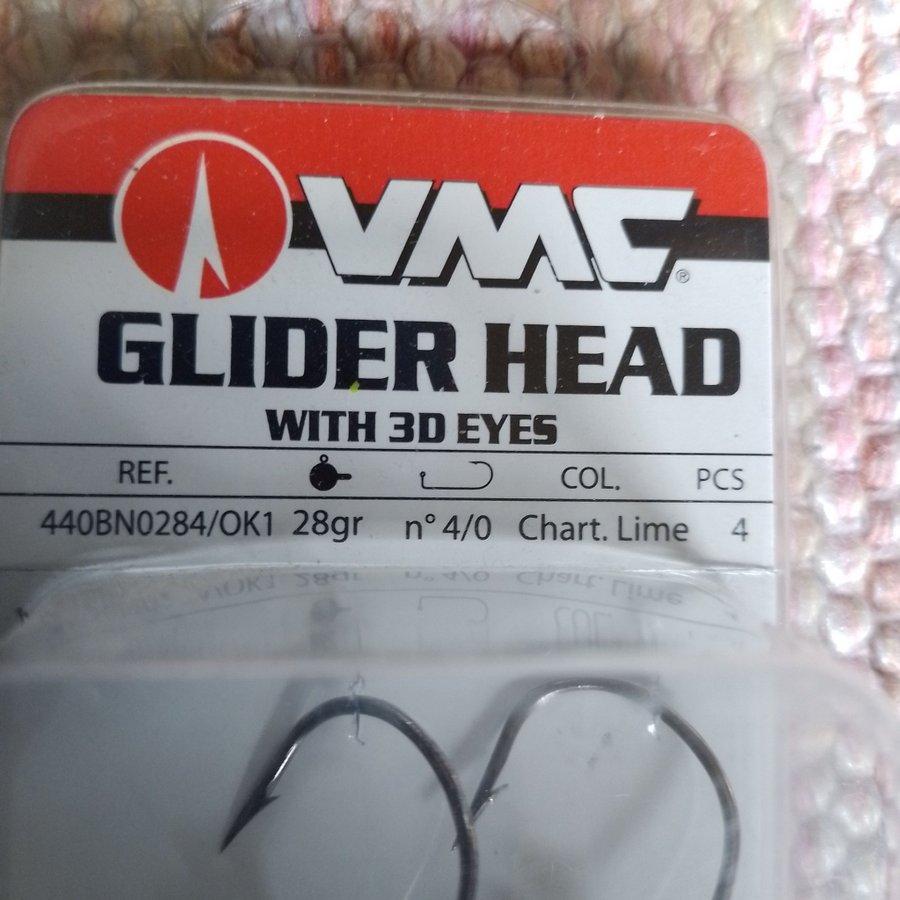 VMC®
GLIDER HEAD
WITH 3D EYES
REF. COL. PCS
440BN0284/OK1 28gr n° 4/0 Chart. Lime 4